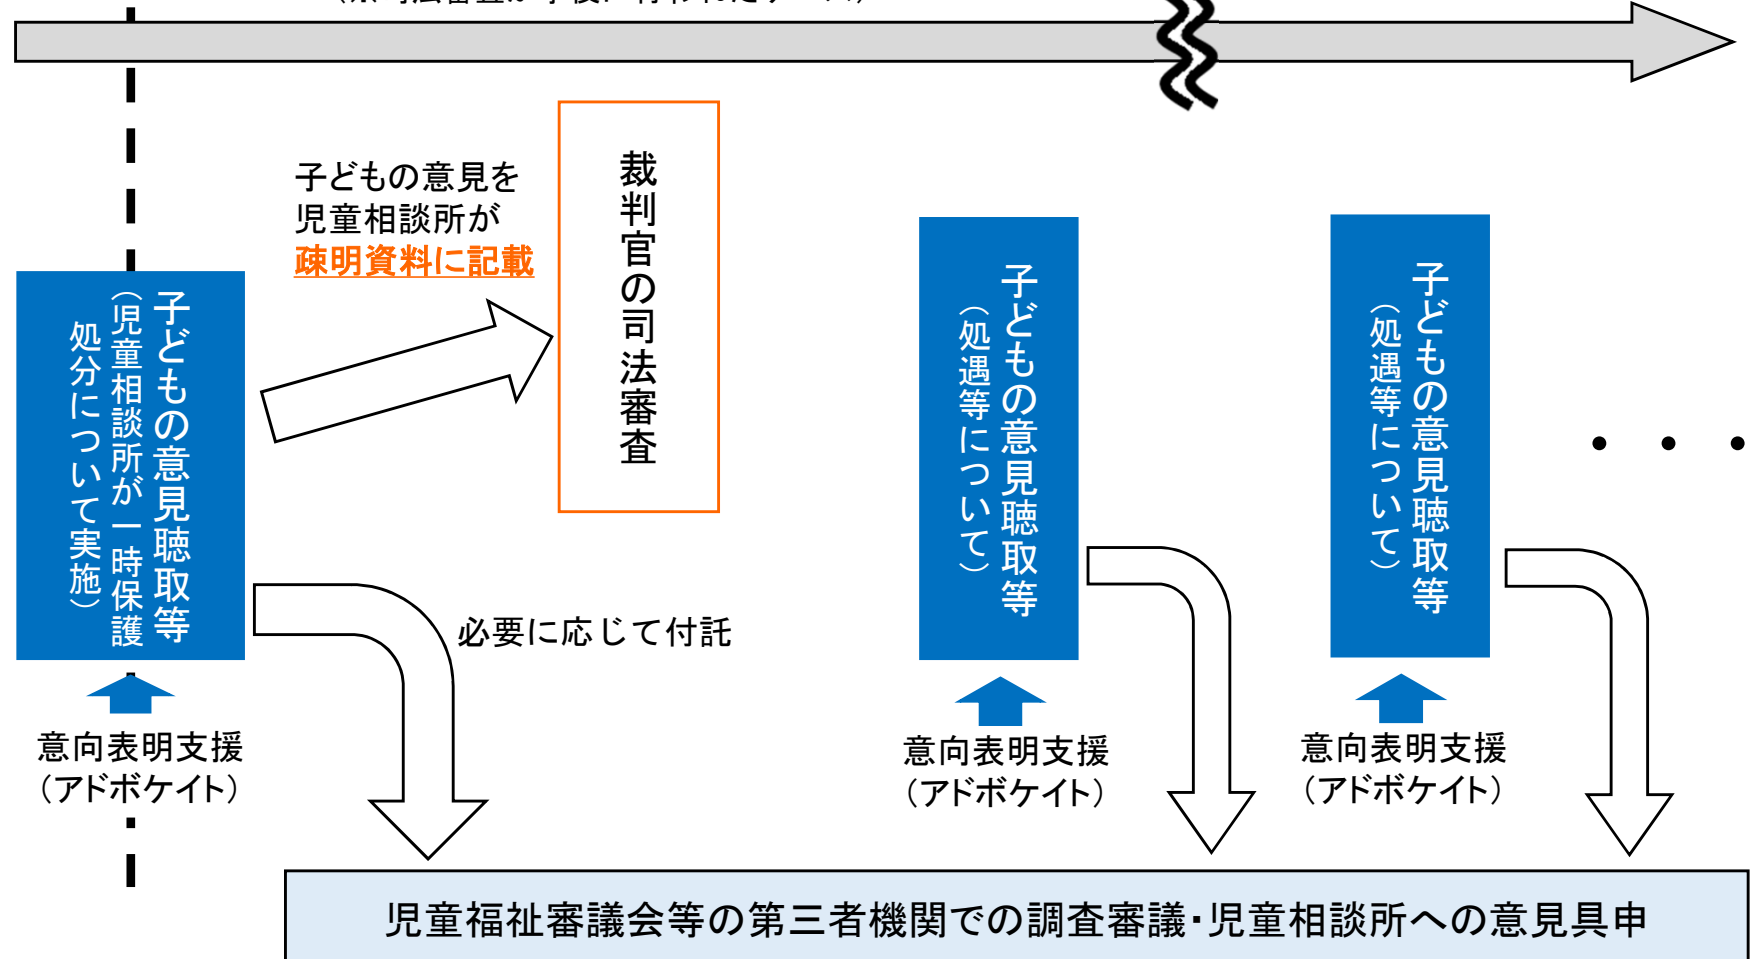 子どもの意見を
児童相談所が
疎明資料に記載
裁判官の司法審査
子どもの意見聴取等
（児童相談所が一時保護
処分について実施）
子どもの意見聴取等
（処遇等について）
子どもの意見聴取等
（処遇等について）
・・・
必要に応じて付託
意向表明支援
（アドボケイト）
意向表明支援
（アドボケイト）
意向表明支援
（アドボケイト）
児童福祉審議会等の第三者機関での調査審議・児童相談所への意見具申